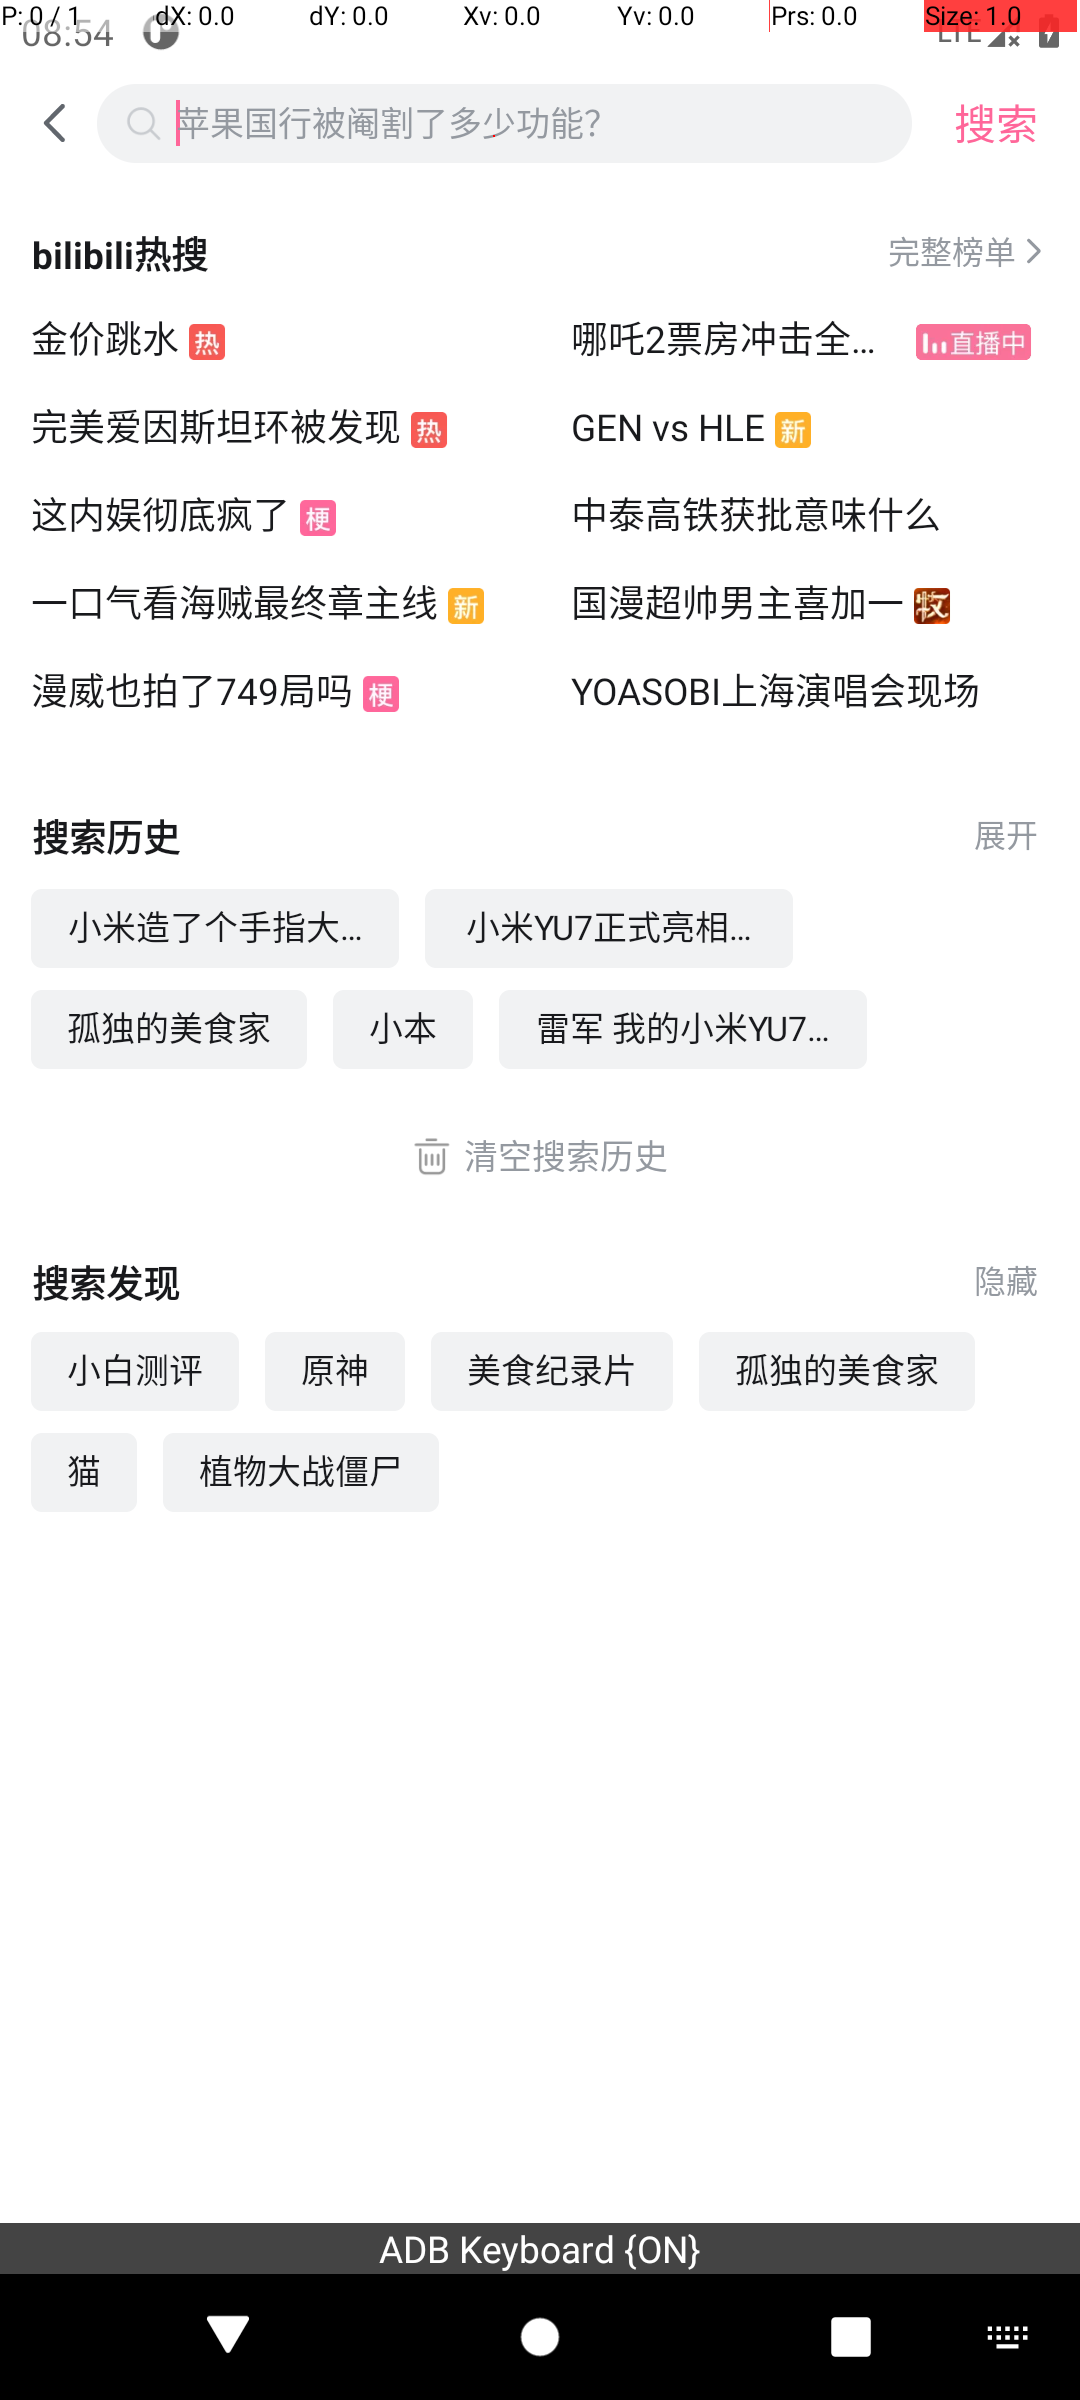 P: 0 / 1 dX: 0.0 dY: 0.0 Xv: 0.0 Yv: 0.0 Prs: 0.0 Size: 1.0
08:54 LTE
苹果国行被阉割了多少功能? 搜索
bilibili热搜 完整榜单
金价跳水 热 哪吒2票房冲击全... 直播中
完美爱因斯坦环被发现 热 GEN vs HLE 新
这内娱彻底疯了 梗 中泰高铁获批意味什么
一口气看海贼最终章主线 新 国漫超帅男主喜加一 牧
漫威也拍了749局吗 梗 YOASOBI上海演唱会现场
搜索历史 展开
小米造了个手指大... 小米YU7正式亮相...
孤独的美食家 小本 雷军 我的小米YU7...
清空搜索历史
搜索发现 隐藏
小白测评 原神 美食纪录片 孤独的美食家
猫 植物大战僵尸
ADB Keyboard {ON}